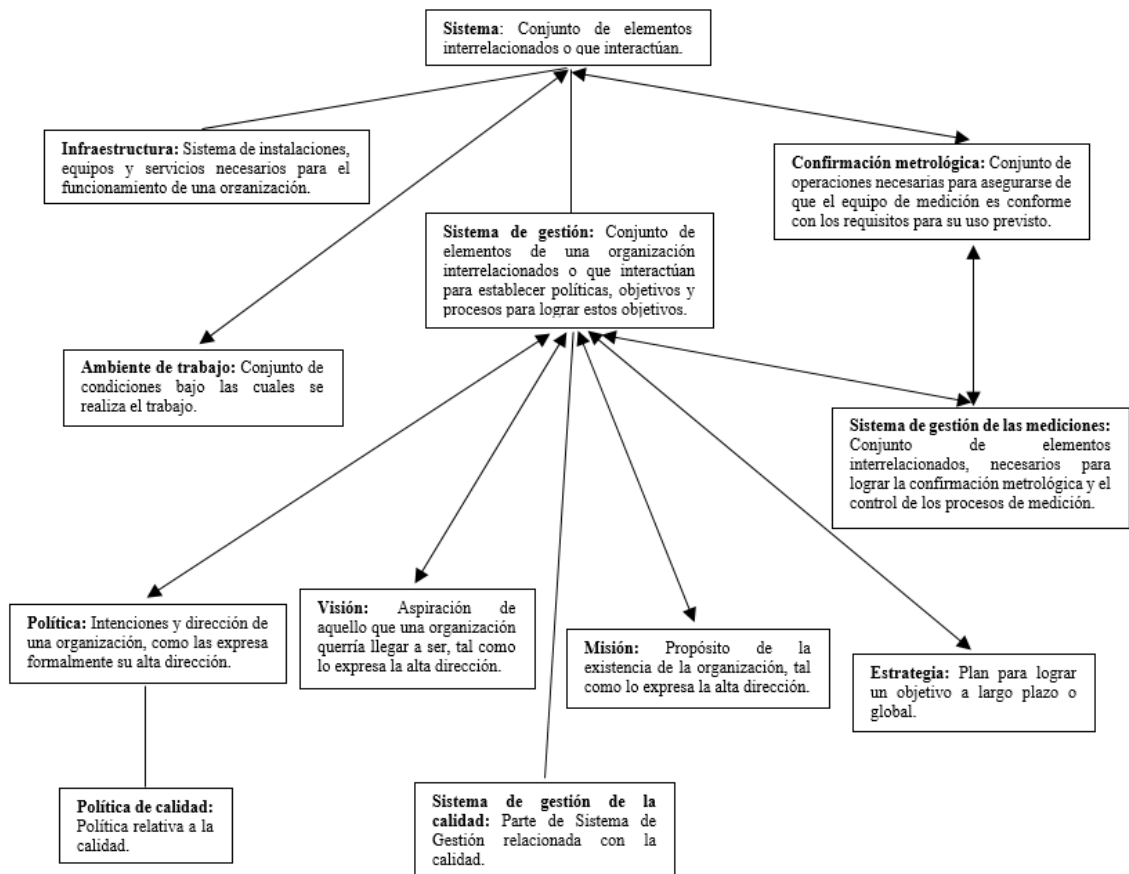 Sistema: Conjunto de elementos
interrelacionados o que interactúan.
Infraestructura: Sistema de instalaciones,
equipos y servicios necesarios para el
funcionamiento de una organización.
Confirmación metrológica: Conjunto de
operaciones necesarias para asegurarse de
que el equipo de medición es conforme
con los requisitos para su uso previsto.
Sistema de gestión: Conjunto de
elementos de una organización
interrelacionados o que interactúan
para establecer políticas, objetivos y
procesos para lograr estos objetivos.
Ambiente de trabajo: Conjunto de
condiciones bajo las cuales se
realiza el trabajo.
Sistema de gestión de las mediciones:
Conjunto de elementos
interrelacionados, necesarios para
lograr la confirmación metrológica y el
control de los procesos de medición.
Política: Intenciones y dirección de
una organización, como las expresa
formalmente su alta dirección.
Visión: Aspiración de
aquello que una organización
querría llegar a ser, tal como
lo expresa la alta dirección.
Misión: Propósito de la
existencia de la organización, tal
como lo expresa la alta dirección.
Estrategia: Plan para lograr
un objetivo a largo plazo o
global.
Política de calidad:
Política relativa a la
calidad.
Sistema de gestión de la
calidad: Parte de Sistema de
Gestión relacionada con la
calidad.